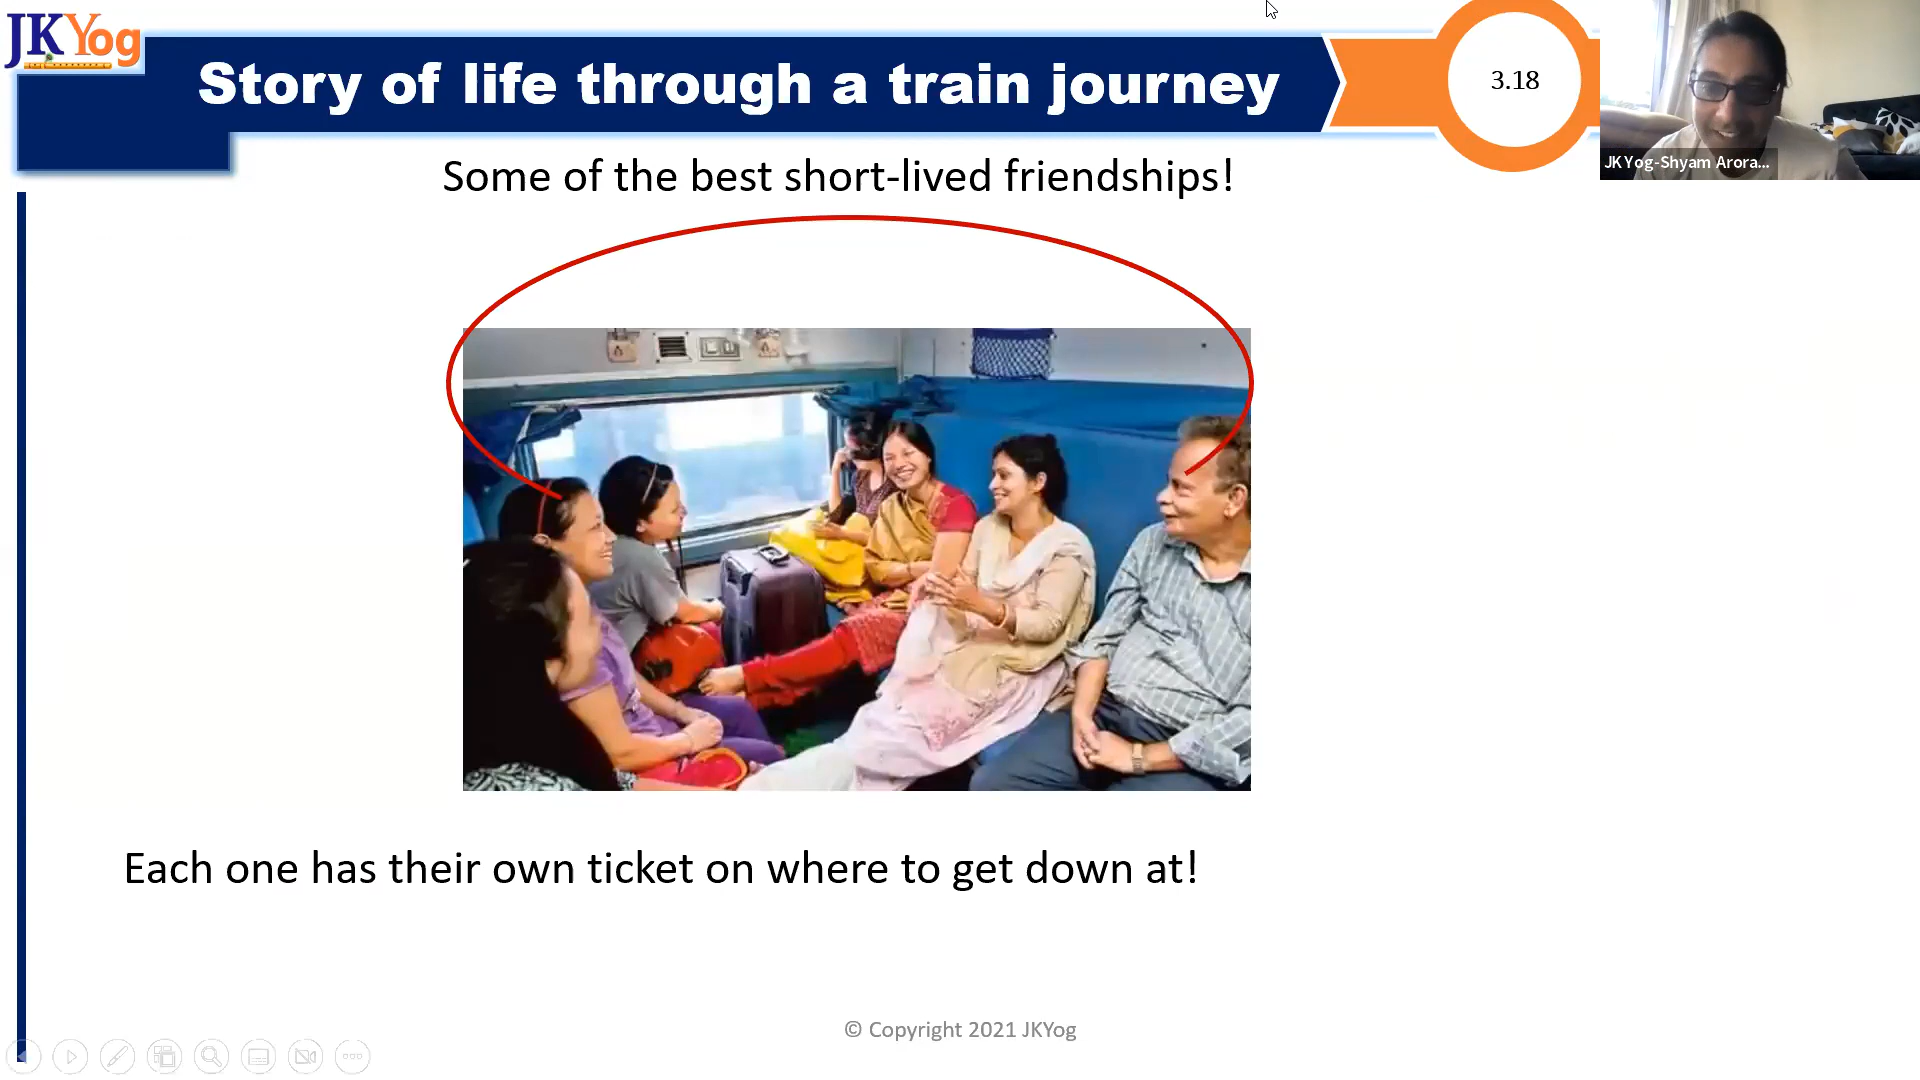 JKYog
Story of life through a train journey
3.18
JKYog-Shyam Arora...
Some of the best short-lived friendships!
Each one has their own ticket on where to get down at!
© Copyright 2021 JKYog